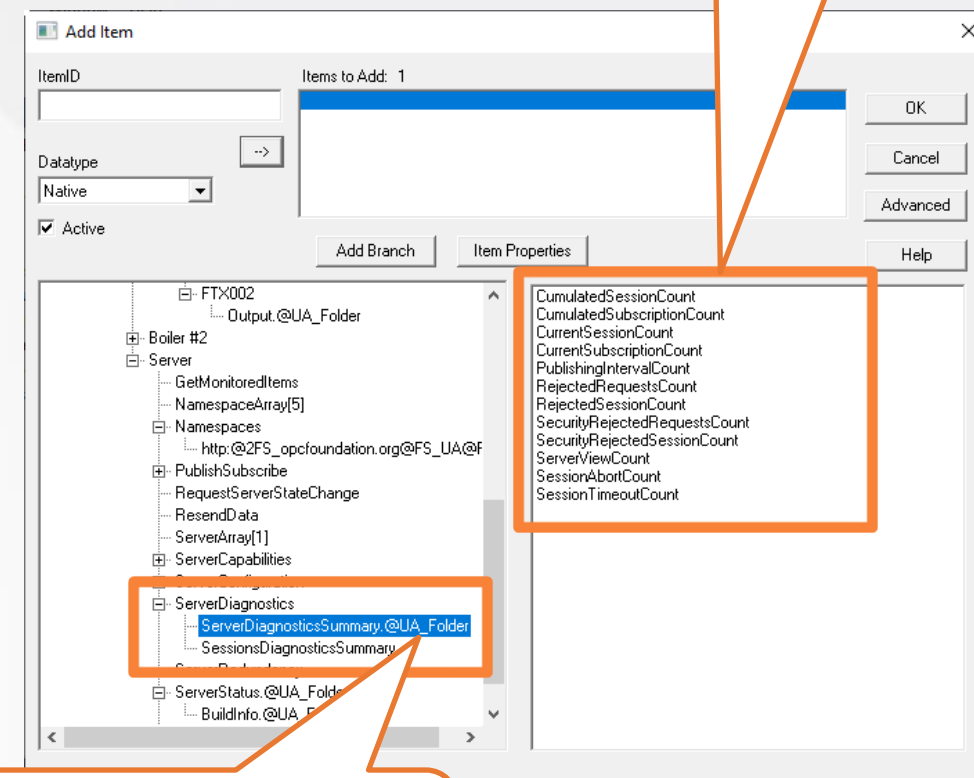 Add Item
ItemID
Items to Add: 1
OK
-->
Datatype
Cancel
Native
Advanced
Active
Add Branch
Item Properties
Help
FTX002
Output.@UA_Folder
Boiler #2
Server
GetMonitoredItems
NamespaceArray[5]
Namespaces
http:@2FS_opcfoundation.org@FS_UA@F
PublishSubscribe
RequestServerStateChange
ResendData
ServerArray[1]
ServerCapabilities
ServerDiagnostics
ServerDiagnosticsSummary.@UA_Folder
SessionsDiagnosticsSummary
ServerStatus.@UA_Folde
BuildInfo.@UA_F
CumulatedSessionCount
CumulatedSubscriptionCount
CurrentSessionCount
CurrentSubscriptionCount
PublishingIntervalCount
RejectedRequestsCount
RejectedSessionCount
SecurityRejectedRequestsCount
SecurityRejectedSessionCount
ServerViewCount
SessionAbortCount
SessionTimeoutCount